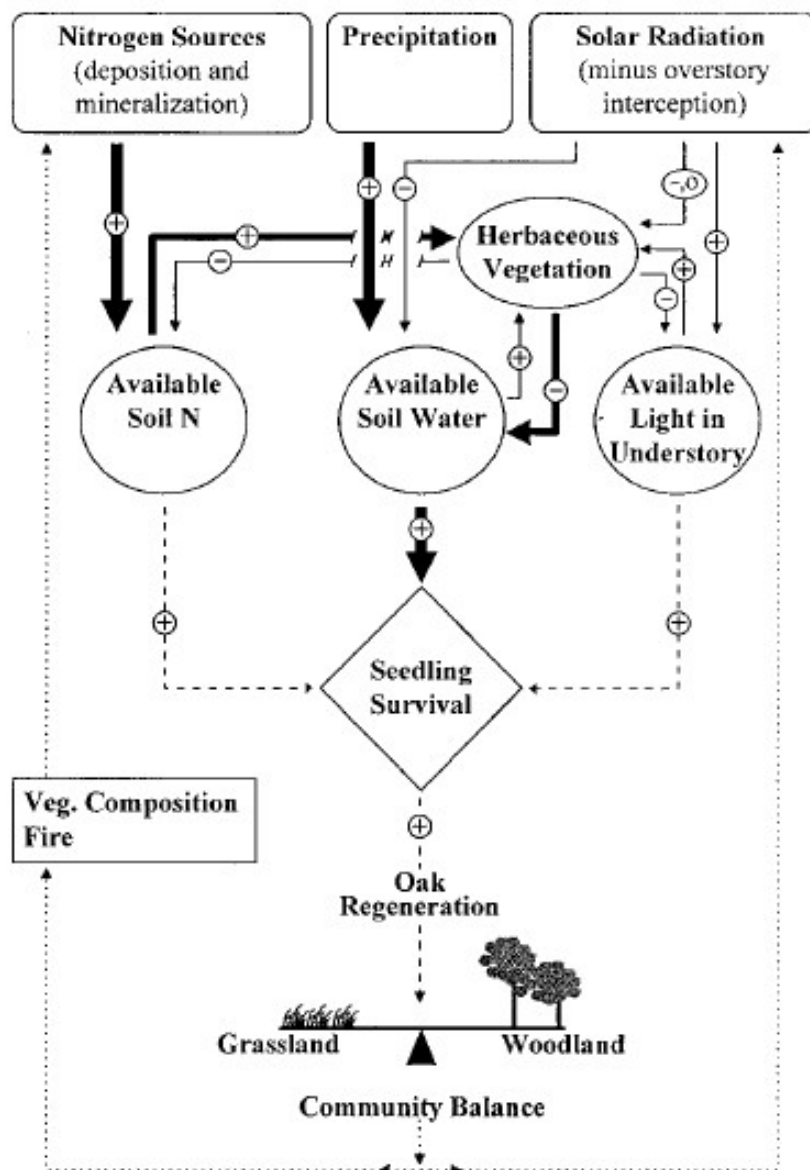 Nitrogen Sources
(deposition and
mineralization)
Precipitation
Solar Radiation
(minus overstory
interception)
+
+
−
−,0
+
+
−
Herbaceous
Vegetation
+
−
+
−
Available
Soil N
Available
Soil Water
Available
Light in
Understory
+
+
+
Seedling
Survival
Veg. Composition
Fire
+
Oak
Regeneration
Grassland
Woodland
Community Balance